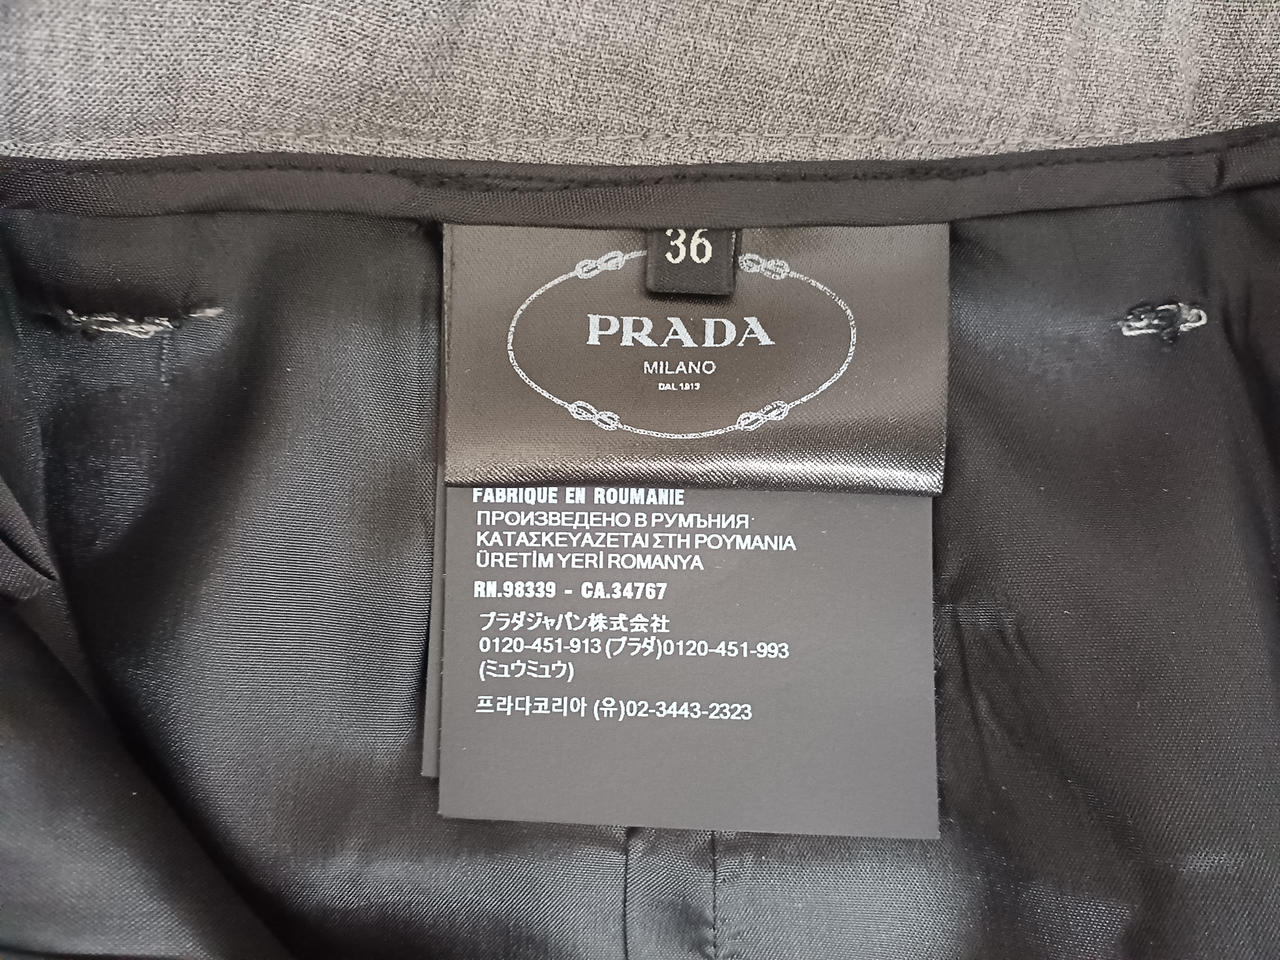 36
PRADA
MILANO
DAL 1913
FABRIQUE EN ROUMANIE
ПРОИЗВЕДЕНО В РУМЪНИЯ
ΚΑΤΑΣΚΕΥΑΖΕΤΑΙ ΣΤΗ ΡΟΥΜΑΝΙΑ
ÜRETİM YERİ ROMANYA
RN.98339 - CA.34767
プラダジャパン株式会社
0120-451-913 (プラダ)0120-451-993
(ミュウミュウ)
프라다코리아 (유)02-3443-2323